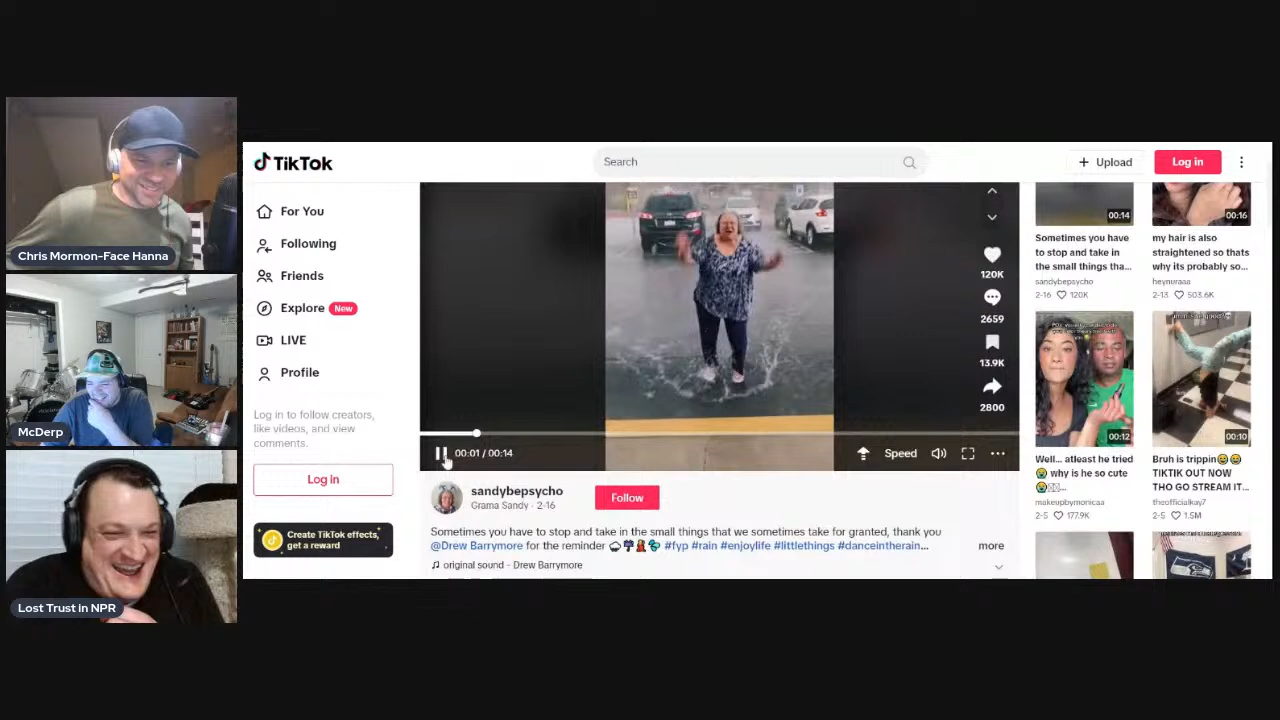 Chris Mormon-Face Hanna
McDerp
Lost Trust in NPR
TikTok
Search
Upload
Log in
For You
Following
Friends
Explore New
LIVE
Profile
Log in to follow creators,
like videos, and view
comments.
Log in
Create TikTok effects,
get a reward
120K
2659
13.9K
2800
00:01 / 00:14
Speed
sandybepsycho
Grama Sandy · 2-16
Follow
Sometimes you have to stop and take in the small things that we sometimes take for granted, thank you
@Drew Barrymore for the reminder #fyp #rain #enjoylife #littlethings #danceintherain...
more
original sound - Drew Barrymore
00:14
Sometimes you have
to stop and take in
the small things tha...
sandybepsycho
2-16 120K
00:16
my hair is also
straightened so thats
why its probably so...
heynuraaa
2-13 503.6K
00:12
Well... atleast he tried
😭 why is he so cute
😭...
makeupbymonicaa
2-5 177.9K
00:10
Bruh is trippin😂😂
TIKTIK OUT NOW
THO GO STREAM IT...
theofficialkay7
2-5 1.5M